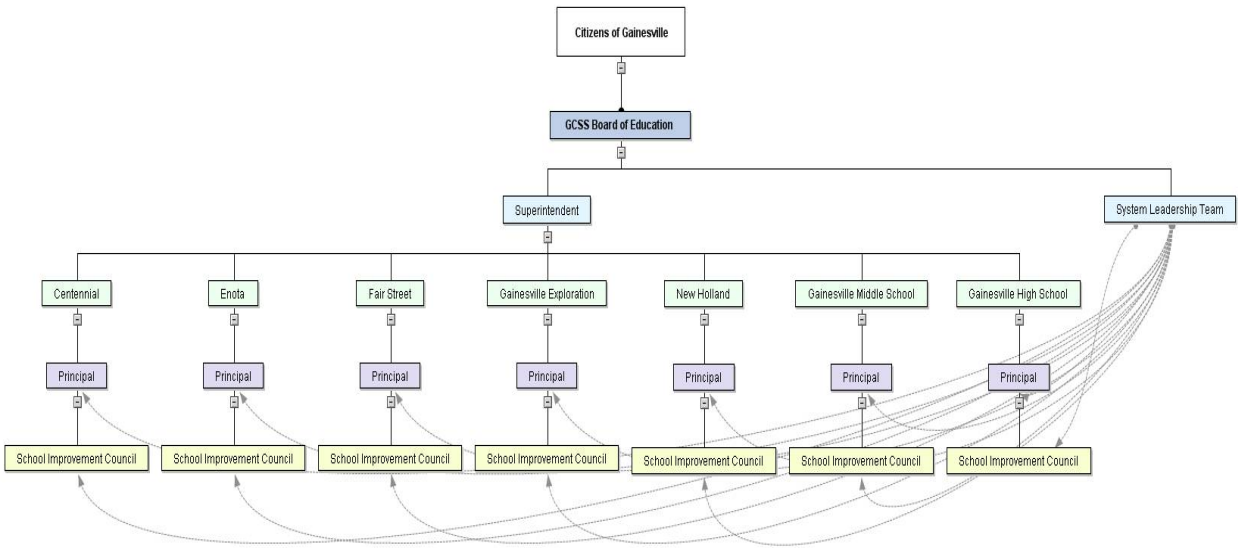 Citizens of Gainesville
GCSS Board of Education
Superintendent
System Leadership Team
Centennial
Enota
Fair Street
Gainesville Exploration
New Holland
Gainesville Middle School
Gainesville High School
Principal
Principal
Principal
Principal
Principal
Principal
Principal
School Improvement Council
School Improvement Council
School Improvement Council
School Improvement Council
School Improvement Council
School Improvement Council
School Improvement Council